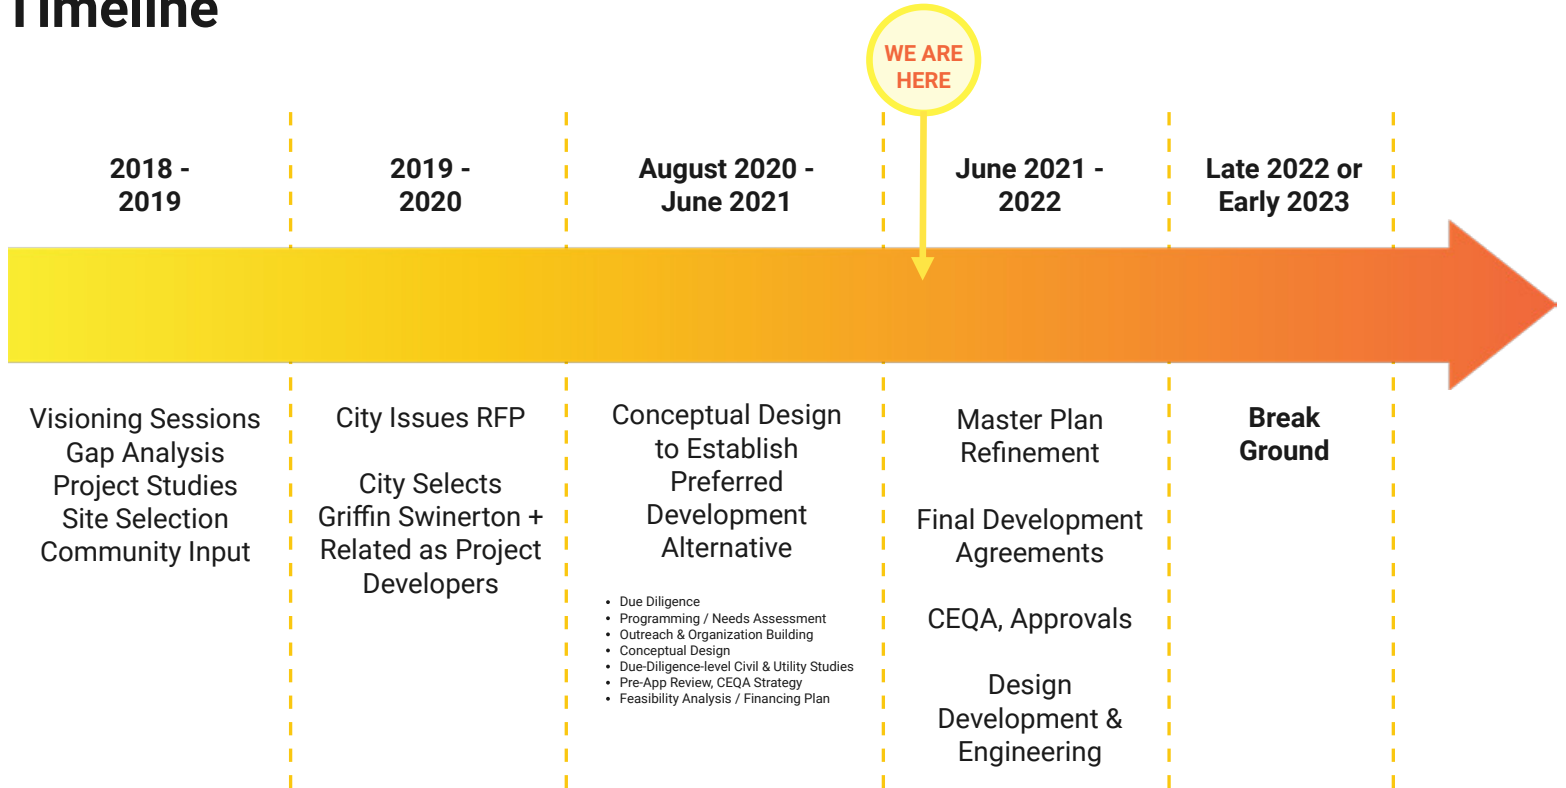 Timeline
WE ARE
HERE
2018 -
2019
2019 -
2020
August 2020 -
June 2021
June 2021 -
2022
Late 2022 or
Early 2023
Visioning Sessions
Gap Analysis
Project Studies
Site Selection
Community Input
City Issues RFP
City Selects
Griffin Swinerton +
Related as Project
Developers
Conceptual Design
to Establish
Preferred
Development
Alternative
• Due Diligence
• Programming / Needs Assessment
• Outreach & Organization Building
• Conceptual Design
• Due-Diligence-level Civil & Utility Studies
• Pre-App Review, CEQA Strategy
• Feasibility Analysis / Financing Plan
Master Plan
Refinement
Final Development
Agreements
CEQA, Approvals
Design
Development &
Engineering
Break
Ground